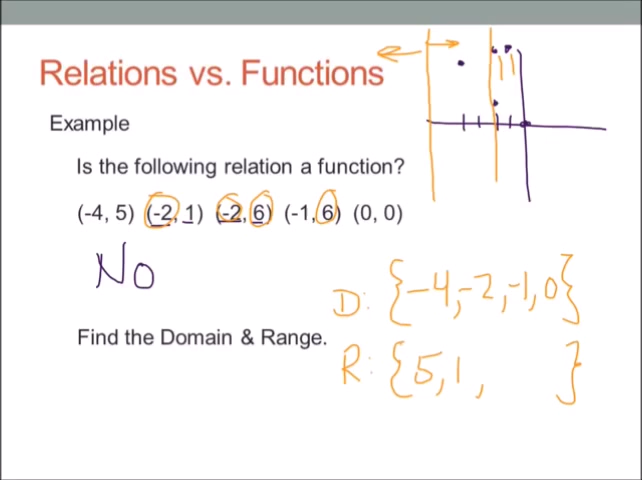 Relations vs. Functions
Example
Is the following relation a function?
(-4, 5) (-2, 1) (-2, 6) (-1, 6) (0, 0)
No
D: {-4,-2,-1,0}
Find the Domain & Range.
R: {5,1, }